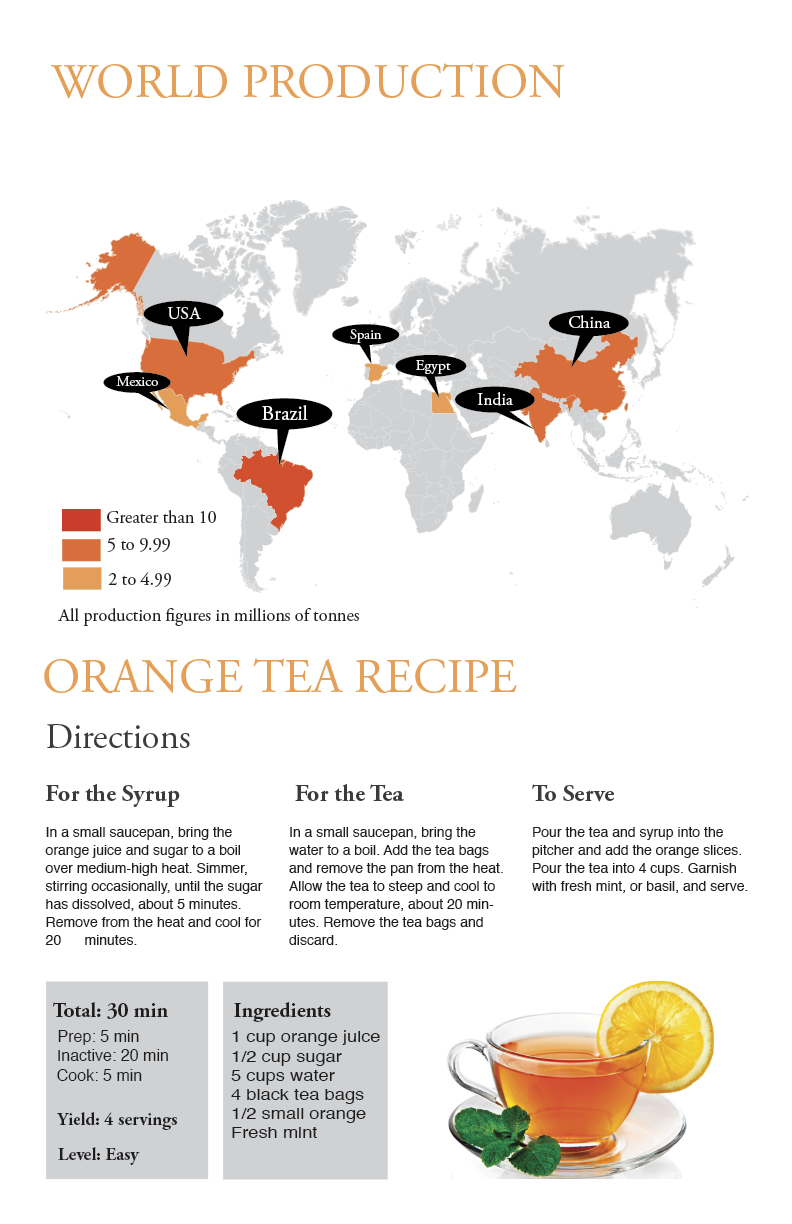 WORLD PRODUCTION
USA
Spain
China
Egypt
Mexico
India
Brazil
Greater than 10
5 to 9.99
2 to 4.99
All production figures in millions of tonnes
ORANGE TEA RECIPE
Directions
For the Syrup
In a small saucepan, bring the
orange juice and sugar to a boil
over medium-high heat. Simmer,
stirring occasionally, until the sugar
has dissolved, about 5 minutes.
Remove from the heat and cool for
20 minutes.
For the Tea
In a small saucepan, bring the
water to a boil. Add the tea bags
and remove the pan from the heat.
Allow the tea to steep and cool to
room temperature, about 20 min-
utes. Remove the tea bags and
discard.
To Serve
Pour the tea and syrup into the
pitcher and add the orange slices.
Pour the tea into 4 cups. Garnish
with fresh mint, or basil, and serve.
Total: 30 min
Prep: 5 min
Inactive: 20 min
Cook: 5 min
Yield: 4 servings
Level: Easy
Ingredients
1 cup orange juice
1/2 cup sugar
5 cups water
4 black tea bags
1/2 small orange
Fresh mint